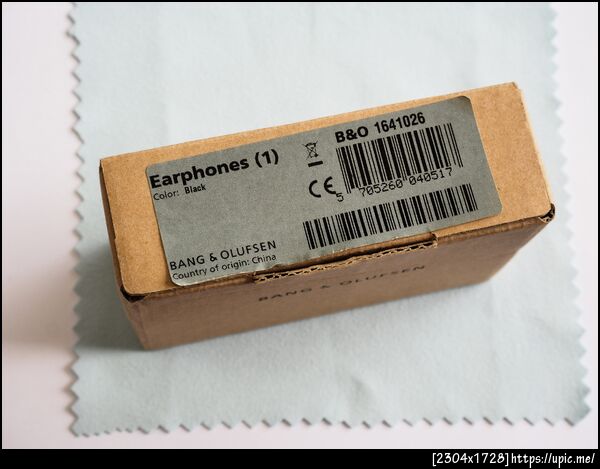 Earphones (1)
Color: Black
B&O 1641026
CE
5 705260 040517
BANG & OLUFSEN
Country of origin: China
BANG & OLUFSEN
[2304x1728]https://upic.me/